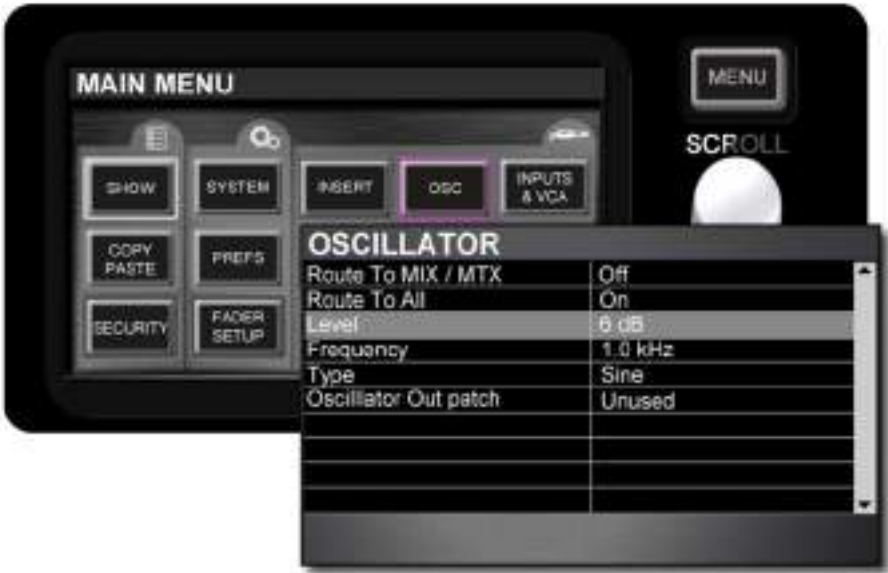 MAIN MENU
MENU
SCROLL
SHOW
SYSTEM
INSERT
OSC
INPUTS
& VCA
COPY
PASTE
PREFS
SECURITY
FADER
SETUP
OSCILLATOR
Route To MIX / MTX Off
Route To All On
Level 6 dB
Frequency 1.0 kHz
Type Sine
Oscilllator Out patch Unused